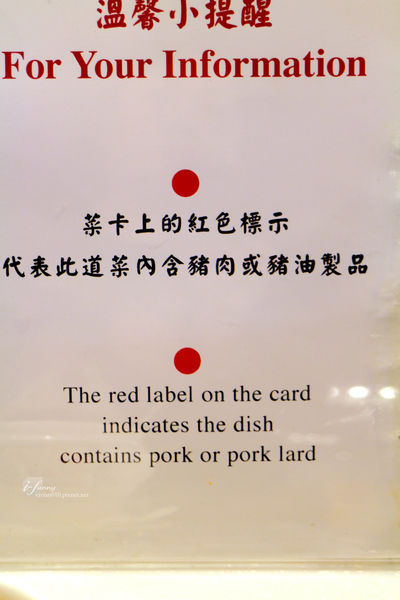 溫馨小提醒
For Your Information
菜卡上的紅色標示
代表此道菜內含豬肉或豬油製品
The red label on the card
indicates the dish
contains pork or pork lard